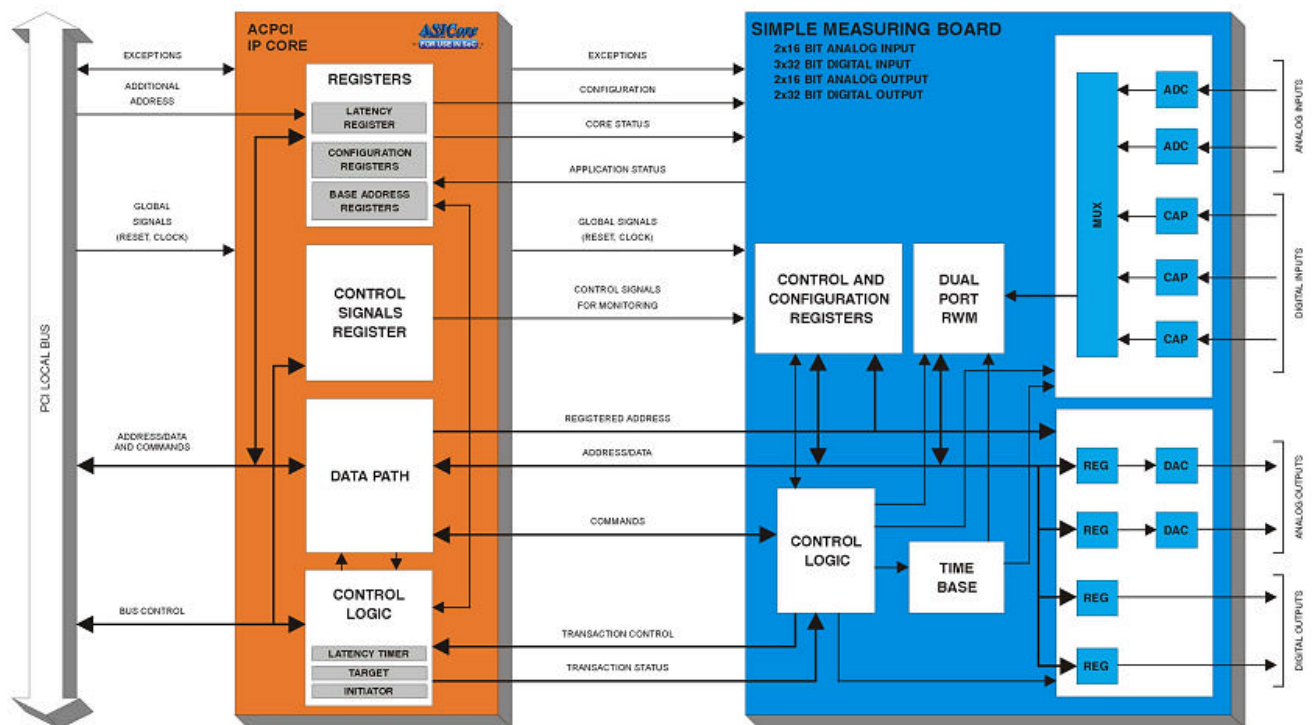 PCI LOCAL BUS
EXCEPTIONS
ADDITIONAL
ADDRESS
GLOBAL
SIGNALS
(RESET, CLOCK)
ADDRESS/DATA
AND COMMANDS
BUS CONTROL
ACPCI
IP CORE
ASICore
FOR USE IN SoC
REGISTERS
LATENCY
REGISTER
CONFIGURATION
REGISTERS
BASE ADDRESS
REGISTERS
CONTROL
SIGNALS
REGISTER
DATA PATH
CONTROL
LOGIC
LATENCY TIMER
TARGET
INITIATOR
EXCEPTIONS
CONFIGURATION
CORE STATUS
APPLICATION STATUS
GLOBAL SIGNALS
(RESET, CLOCK)
CONTROL SIGNALS
FOR MONITORING
REGISTERED ADDRESS
ADDRESS/DATA
COMMANDS
TRANSACTION CONTROL
TRANSACTION STATUS
SIMPLE MEASURING BOARD
2x16 BIT ANALOG INPUT
3x32 BIT DIGITAL INPUT
2x16 BIT ANALOG OUTPUT
2x32 BIT DIGITAL OUTPUT
CONTROL AND
CONFIGURATION
REGISTERS
DUAL
PORT
RWM
CONTROL
LOGIC
TIME
BASE
MUX
ADC
ADC
CAP
CAP
CAP
REG
DAC
REG
DAC
REG
REG
ANALOG INPUTS
DIGITAL INPUTS
ANALOG OUTPUTS
DIGITAL OUTPUTS